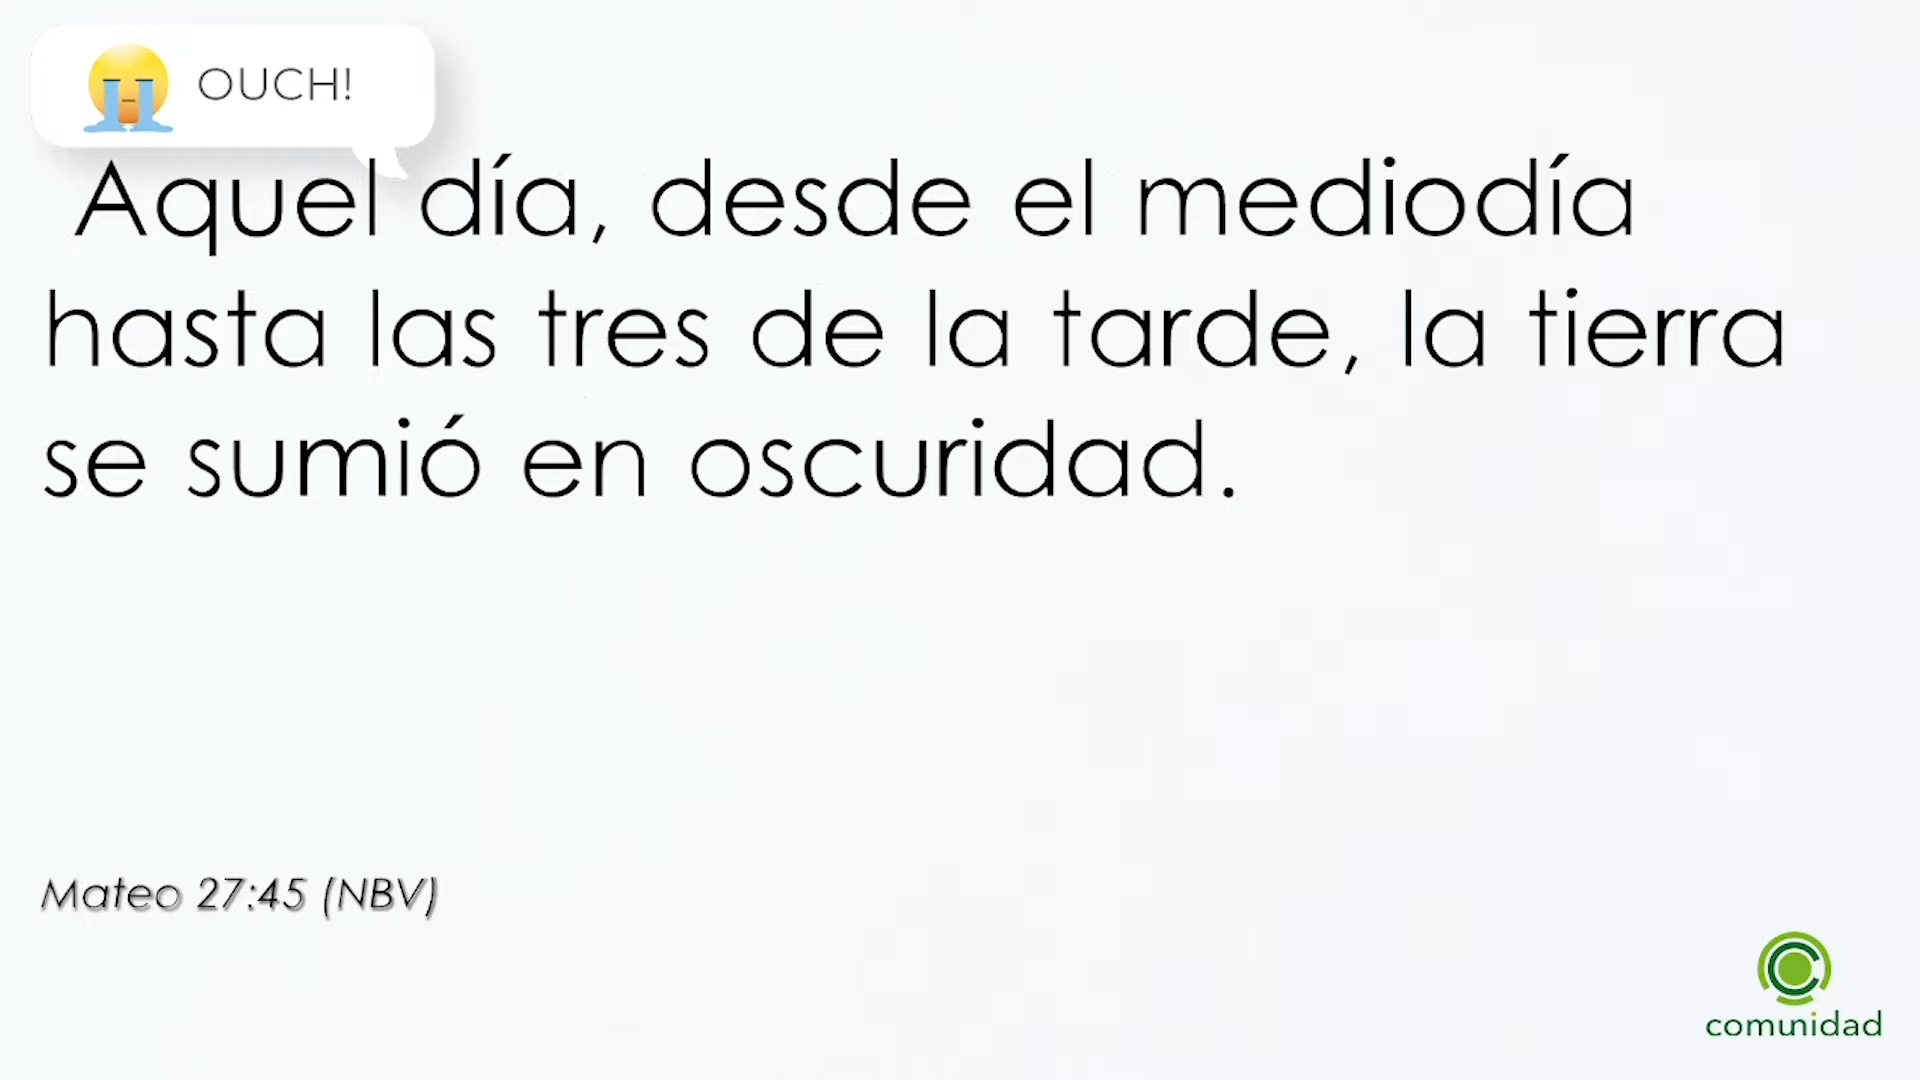 OUCH!
Aquel día, desde el mediodía
hasta las tres de la tarde, la tierra
se sumió en oscuridad.
Mateo 27:45 (NBV)
comunidad